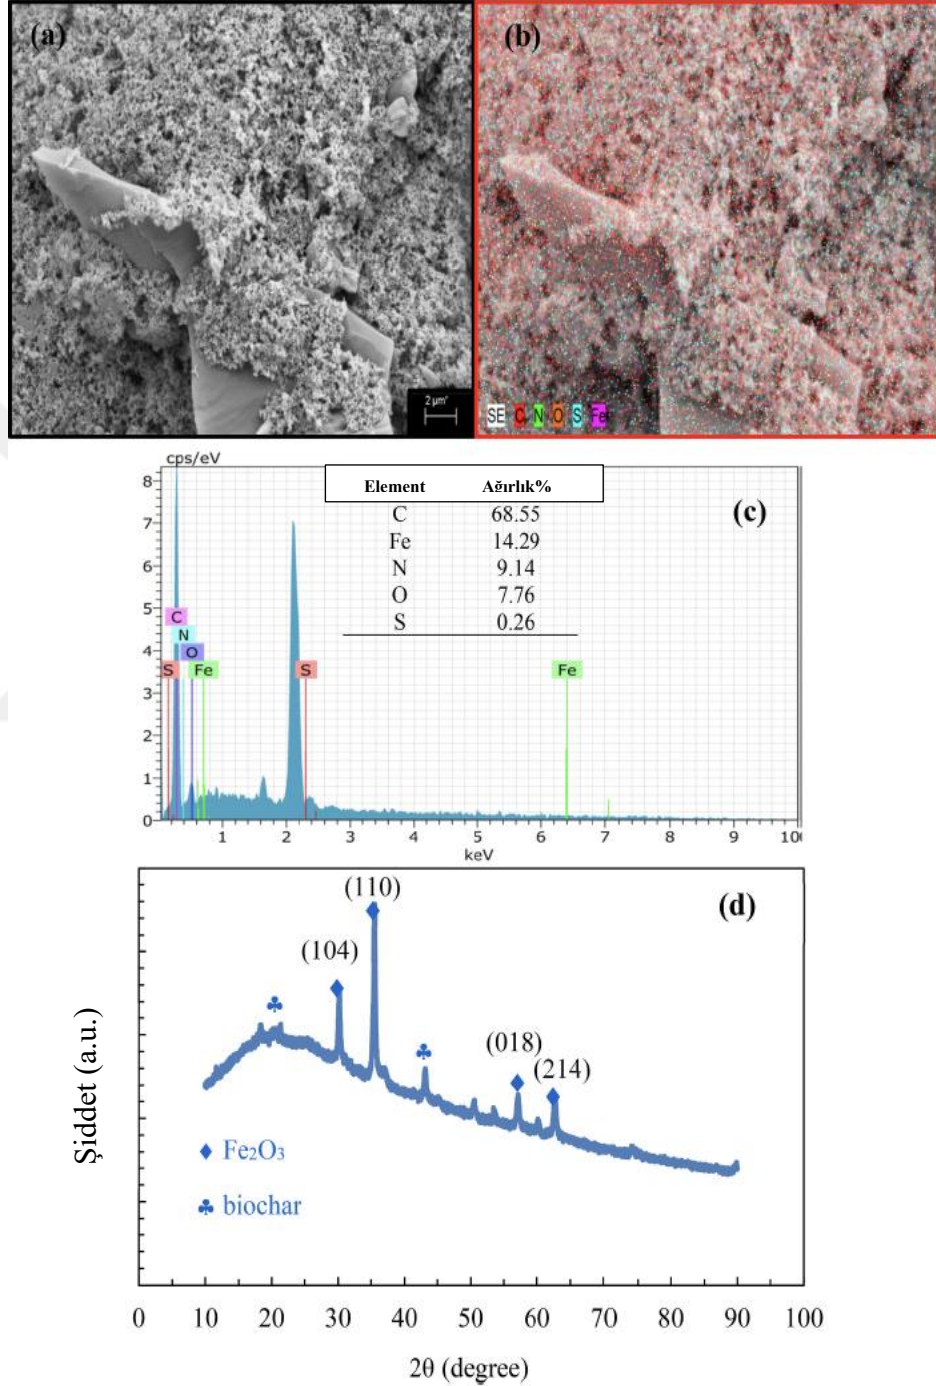 (a)
(b)
2 µm
SE C N O S Fe
cps/eV
(c)
Element Ağırlık%
C 68.55
Fe 14.29
N 9.14
O 7.76
S 0.26
8
7
6
5
4
3
2
1
0
C
N
O
S Fe S Fe
1 2 3 4 5 6 7 8 9 10
keV
(d)
(110)
(104)
(018)
(214)
Şiddet (a.u.)
♦ Fe₂O₃
♣ biochar
0 10 20 30 40 50 60 70 80 90 100
2θ (degree)